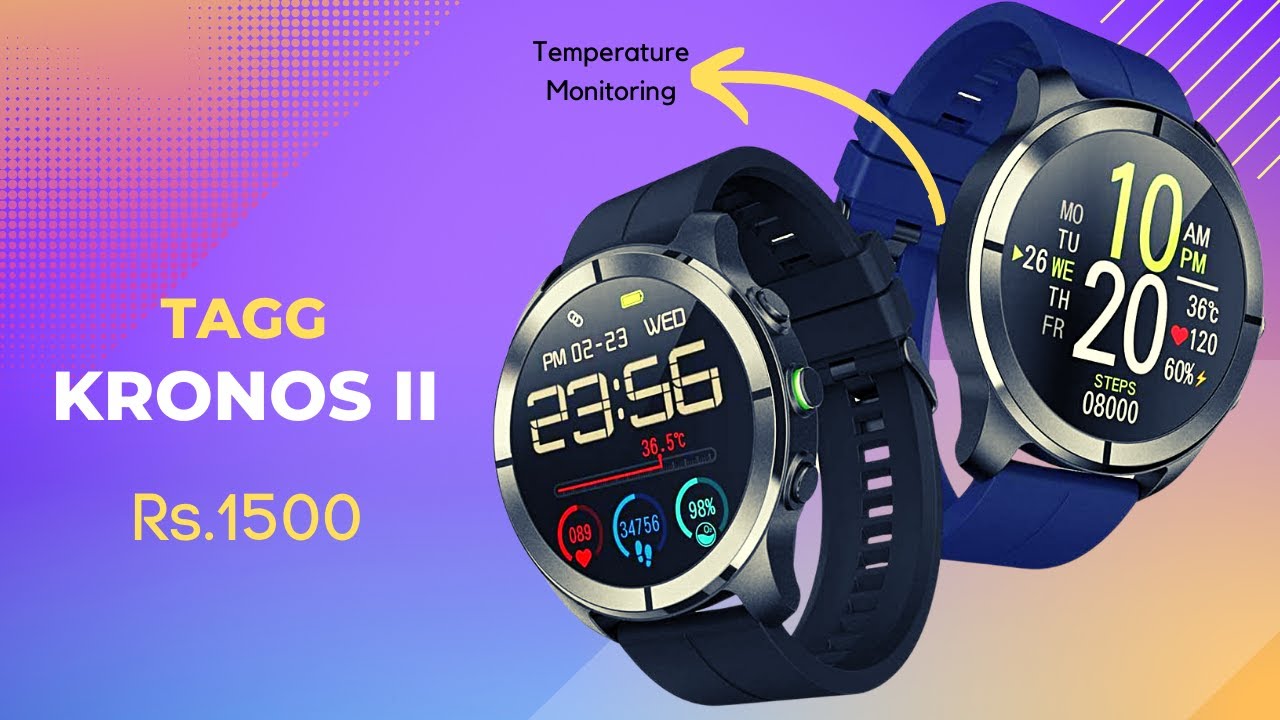 Temperature
Monitoring
TAGG
KRONOS II
Rs.1500
WED
PM 02-23
23:56
36.5℃
089
34756
98%
O₂
10
AM
PM
MO
TU
26 WE
TH
FR
20
36℃
120
60%
STEPS
08000